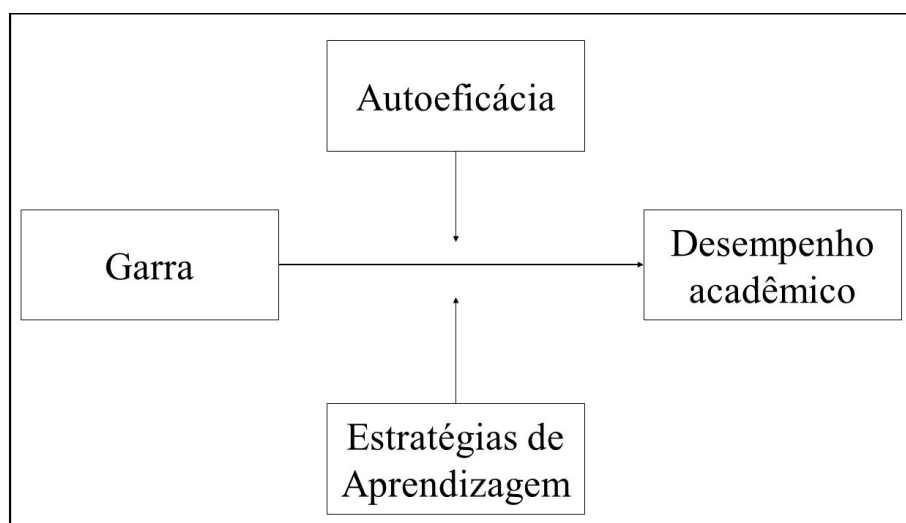 Autoeficácia
Garra
Desempenho
acadêmico
Estratégias de
Aprendizagem